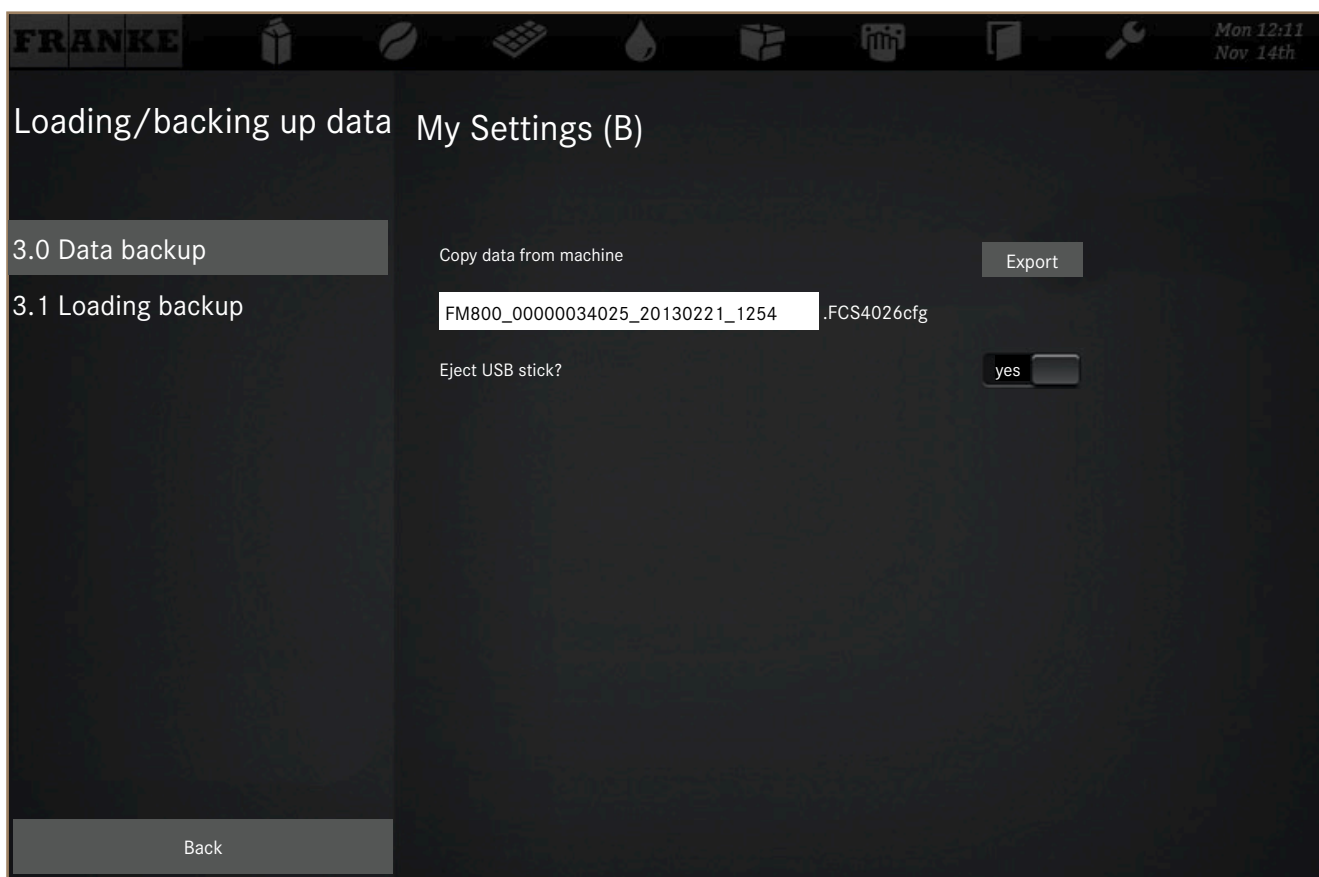 FRANKE
Mon 12:11
Nov 14th
Loading/backing up data
My Settings (B)
3.0 Data backup
3.1 Loading backup
Copy data from machine
Export
FM800_00000034025_20130221_1254 .FCS4026cfg
Eject USB stick?
yes
Back